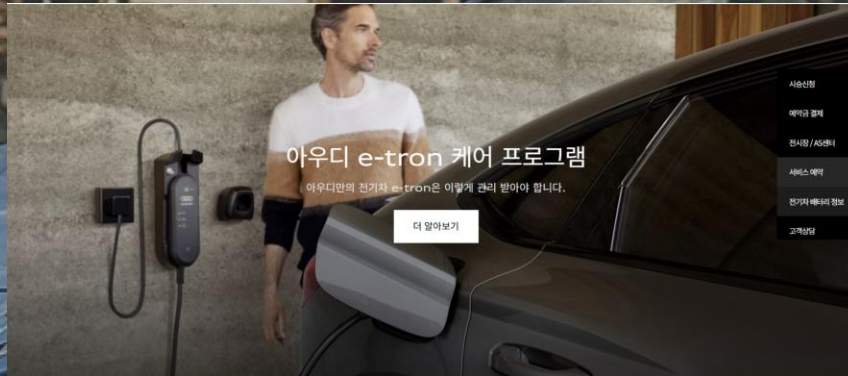 아우디 e-tron 케어 프로그램
아우디만의 전기차 e-tron은 이렇게 관리 받아야 합니다.
더 알아보기
시승신청
예약금 결제
전시장 / AS센터
서비스 예약
전기차 배터리 정보
고객상담